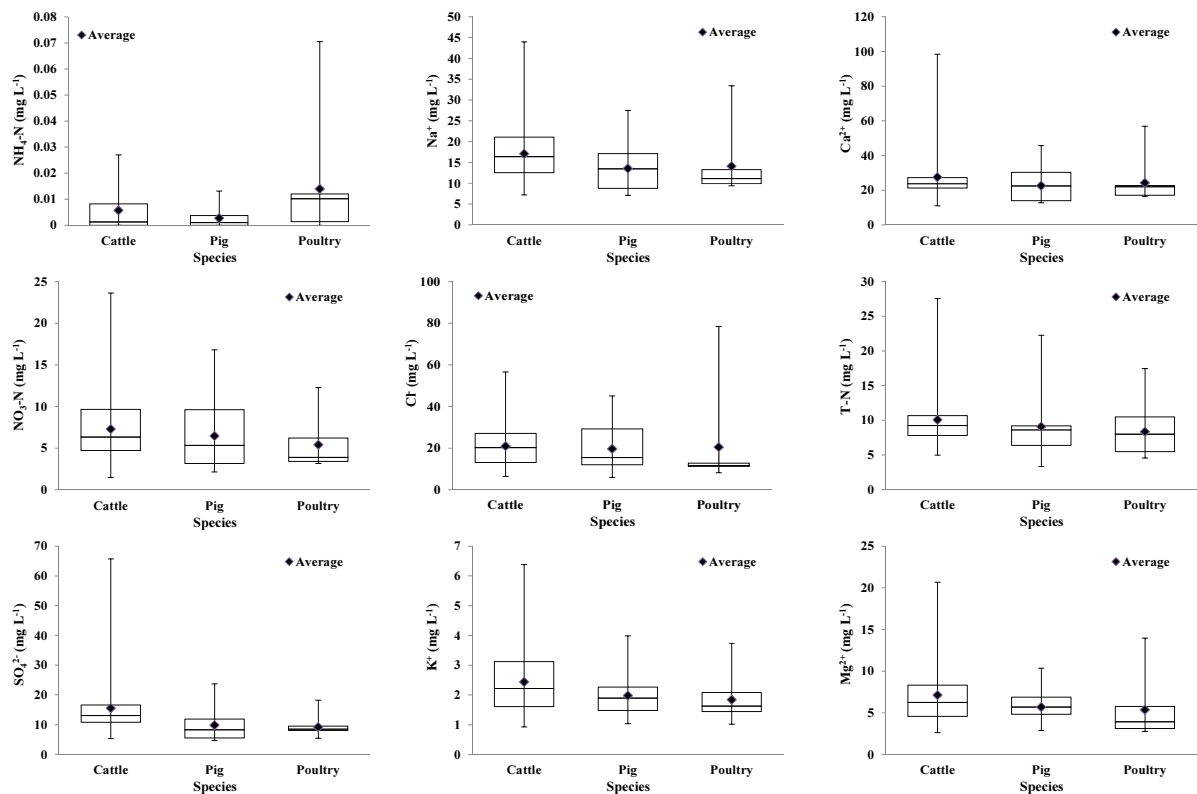 NH₄-N (mg L⁻¹)
0.08
0.07
0.06
0.05
0.04
0.03
0.02
0.01
0
Average
Cattle Pig Poultry
Species
Na⁺ (mg L⁻¹)
50
45
40
35
30
25
20
15
10
5
0
Average
Cattle Pig Poultry
Species
Ca²⁺ (mg L⁻¹)
120
100
80
60
40
20
0
Average
Cattle Pig Poultry
Species
NO₃-N (mg L⁻¹)
25
20
15
10
5
0
Average
Cattle Pig Poultry
Species
Cl⁻ (mg L⁻¹)
100
80
60
40
20
0
Average
Cattle Pig Poultry
Species
T-N (mg L⁻¹)
30
25
20
15
10
5
0
Average
Cattle Pig Poultry
Species
SO₄²⁻ (mg L⁻¹)
70
60
50
40
30
20
10
0
Average
Cattle Pig Poultry
Species
K⁺ (mg L⁻¹)
7
6
5
4
3
2
1
0
Average
Cattle Pig Poultry
Species
Mg²⁺ (mg L⁻¹)
25
20
15
10
5
0
Average
Cattle Pig Poultry
Species